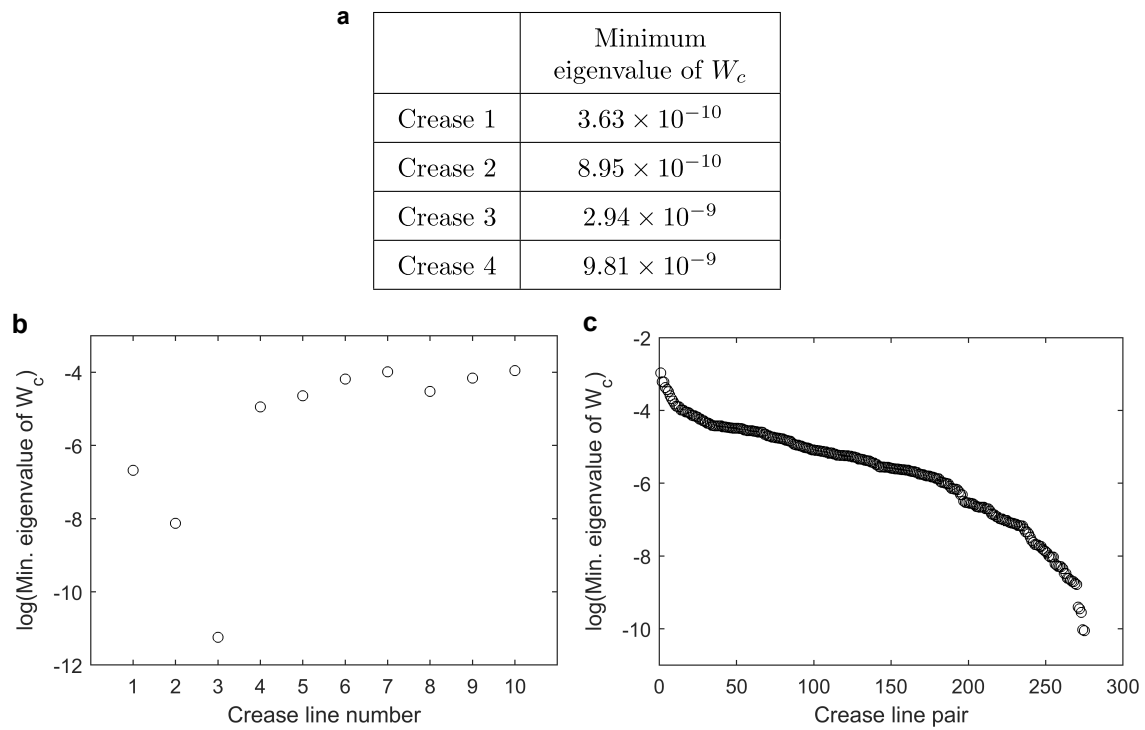 a
Minimum
eigenvalue of W_c
Crease 1 3.63 × 10^{-10}
Crease 2 8.95 × 10^{-10}
Crease 3 2.94 × 10^{-9}
Crease 4 9.81 × 10^{-9}
b
log(Min. eigenvalue of W_c)
-4
-6
-8
-10
-12
1 2 3 4 5 6 7 8 9 10
Crease line number
c
log(Min. eigenvalue of W_c)
-2
-4
-6
-8
-10
0 50 100 150 200 250 300
Crease line pair